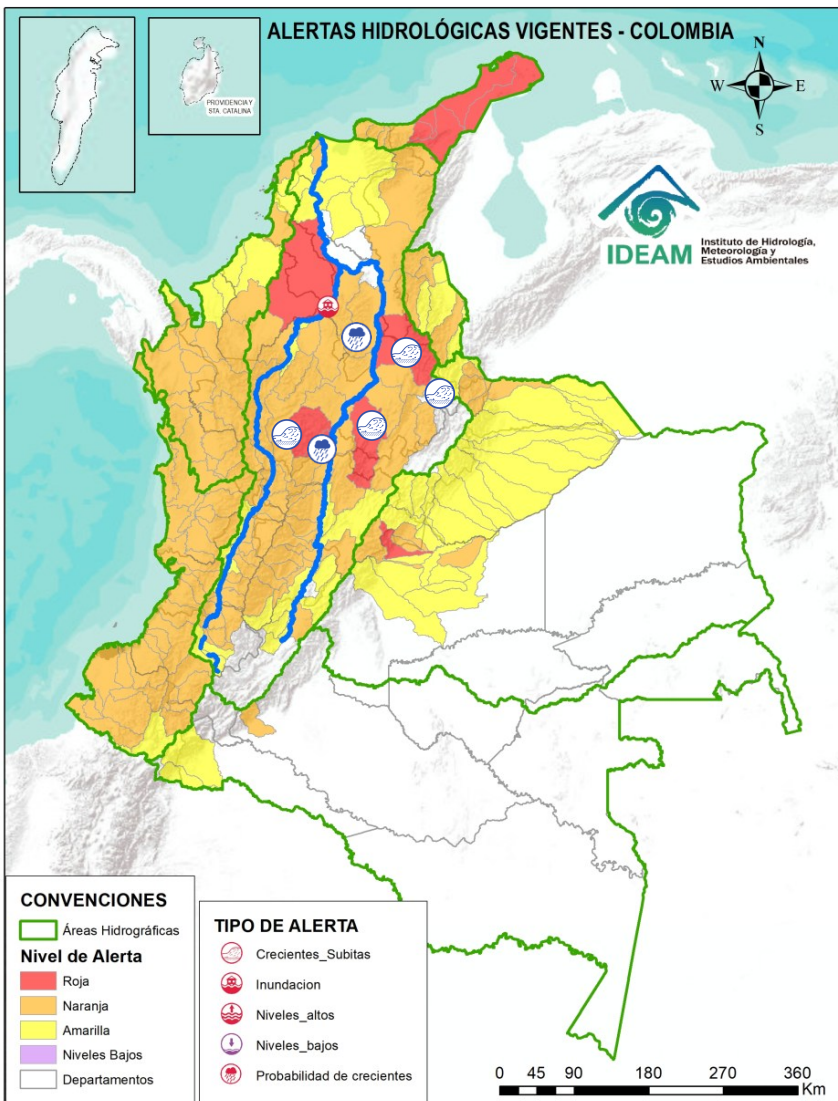 ALERTAS HIDROLÓGICAS VIGENTES - COLOMBIA
PROVIDENCIA Y
STA. CATALINA
N
W
E
S
IDEAM
Instituto de Hidrología,
Meteorología y
Estudios Ambientales
CONVENCIONES
Áreas Hidrográficas
Nivel de Alerta
Roja
Naranja
Amarilla
Niveles Bajos
Departamentos
TIPO DE ALERTA
Crecientes_Subitas
Inundacion
Niveles_altos
Niveles_bajos
Probabilidad de crecientes
0 45 90 180 270 360
Km